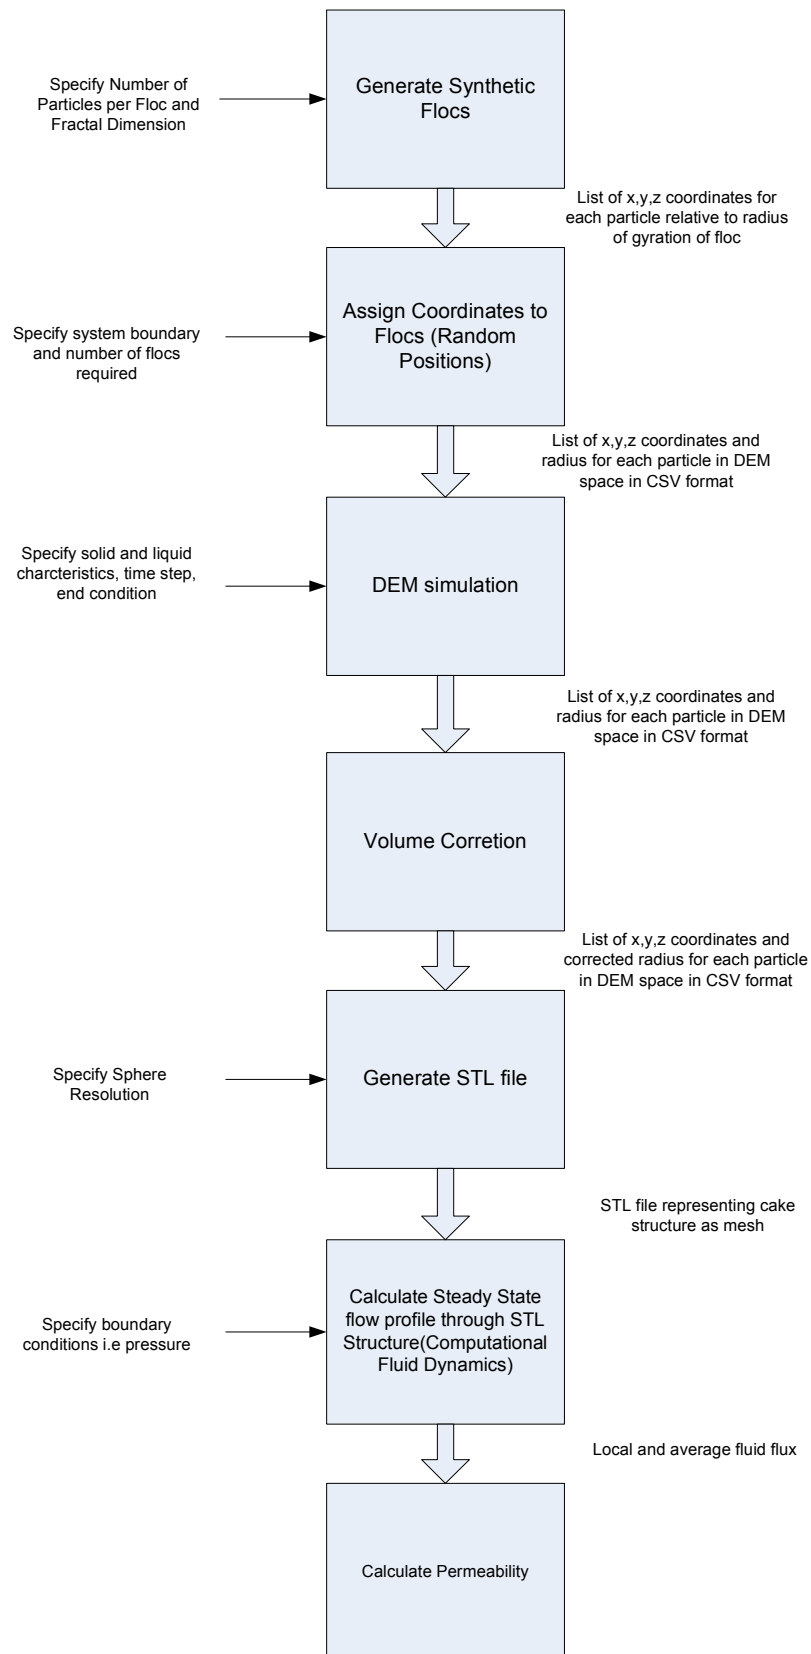 Specify Number of
Particles per Floc and
Fractal Dimension
Generate Synthetic
Flocs
List of x,y,z coordinates for
each particle relative to radius
of gyration of floc
Specify system boundary
and number of flocs
required
Assign Coordinates to
Flocs (Random
Positions)
List of x,y,z coordinates and
radius for each particle in DEM
space in CSV format
Specify solid and liquid
charcteristics, time step,
end condition
DEM simulation
List of x,y,z coordinates and
radius for each particle in DEM
space in CSV format
Volume Corretion
List of x,y,z coordinates and
corrected radius for each particle
in DEM space in CSV format
Specify Sphere
Resolution
Generate STL file
STL file representing cake
structure as mesh
Specify boundary
conditions i.e pressure
Calculate Steady State
flow profile through STL
Structure(Computational
Fluid Dynamics)
Local and average fluid flux
Calculate Permeability